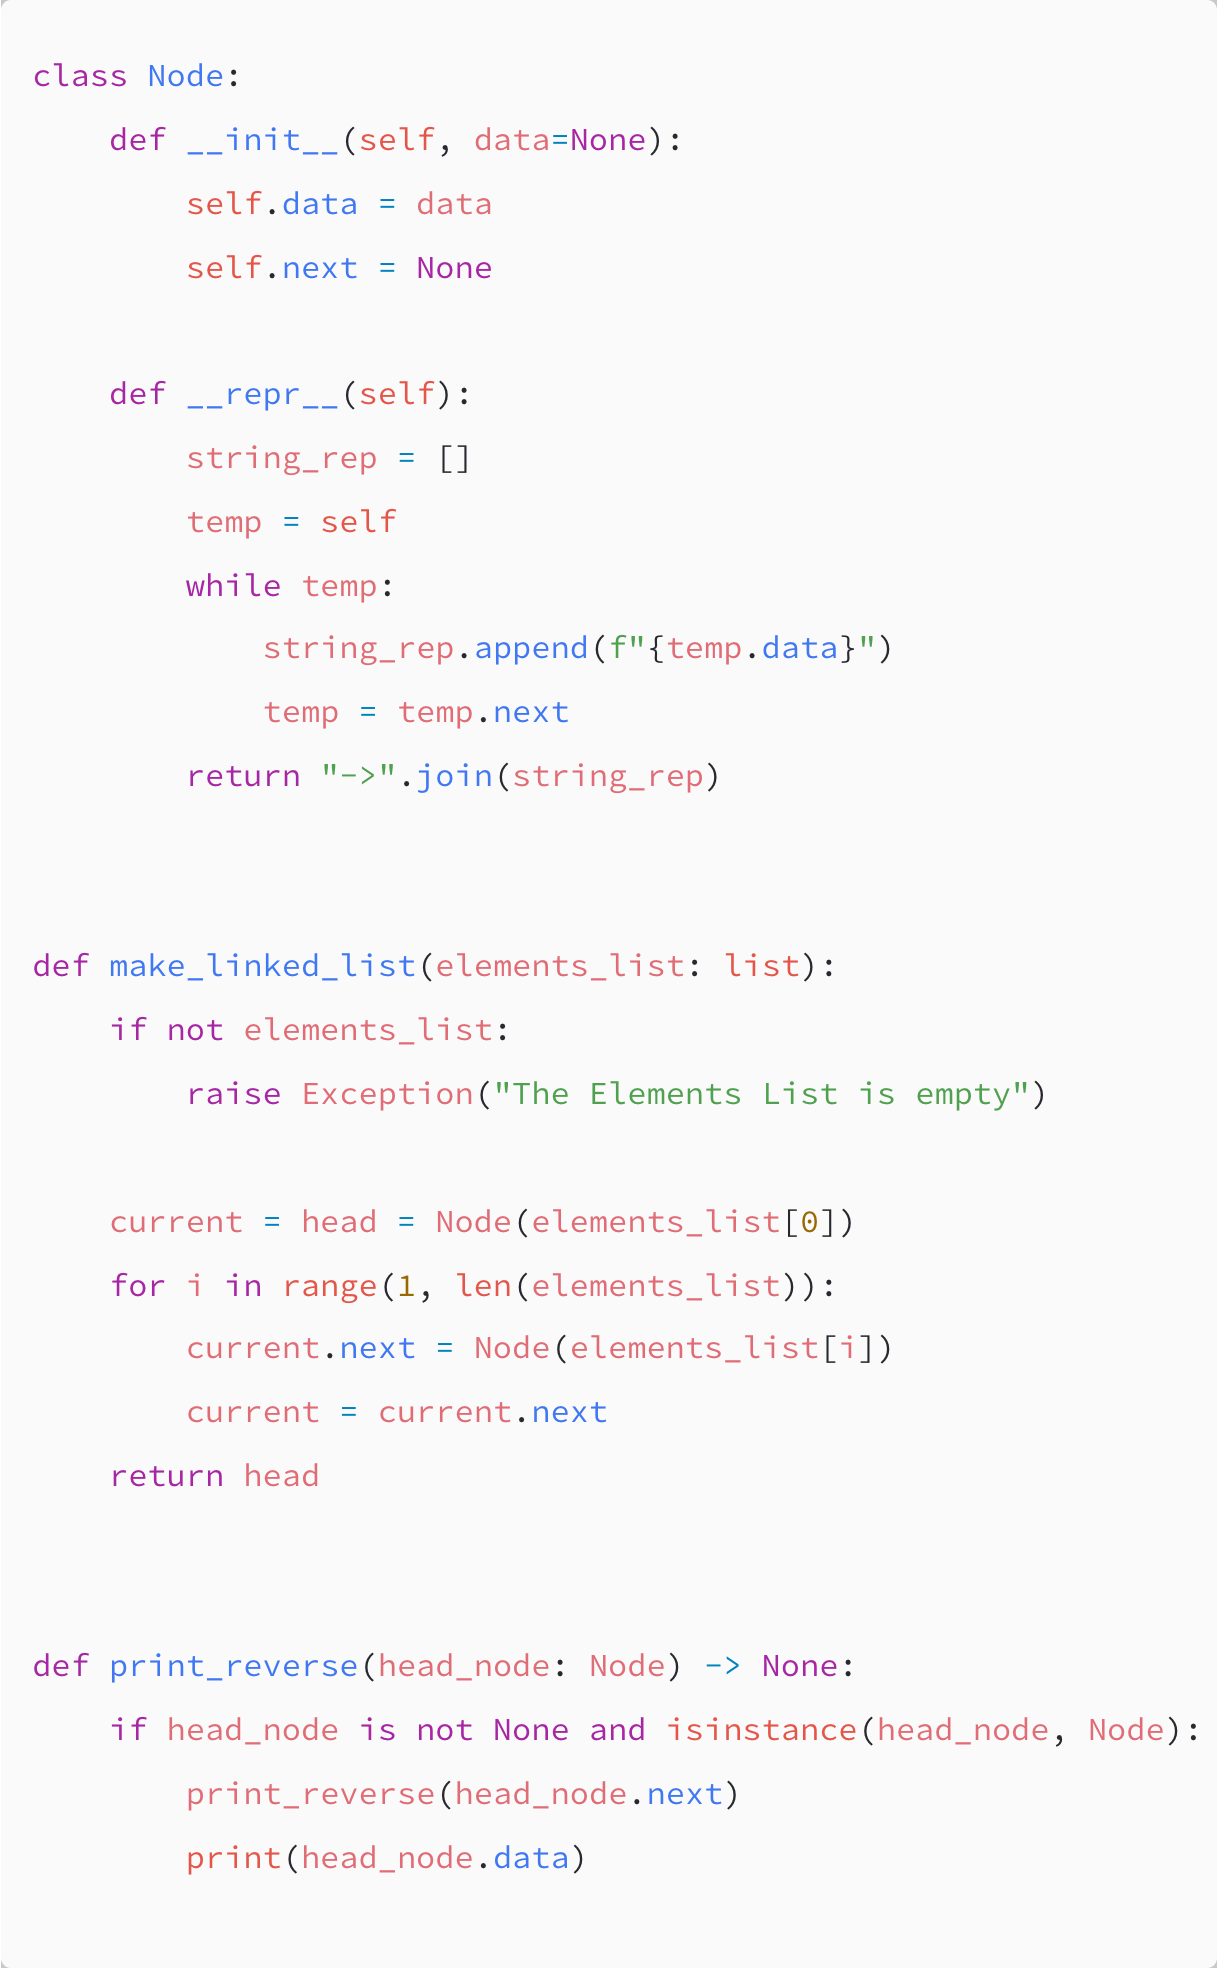 class Node:
    def __init__(self, data=None):
        self.data = data
        self.next = None

    def __repr__(self):
        string_rep = []
        temp = self
        while temp:
            string_rep.append(f"{temp.data}")
            temp = temp.next
        return "->".join(string_rep)


def make_linked_list(elements_list: list):
    if not elements_list:
        raise Exception("The Elements List is empty")

    current = head = Node(elements_list[0])
    for i in range(1, len(elements_list)):
        current.next = Node(elements_list[i])
        current = current.next
    return head


def print_reverse(head_node: Node) -> None:
    if head_node is not None and isinstance(head_node, Node):
        print_reverse(head_node.next)
        print(head_node.data)